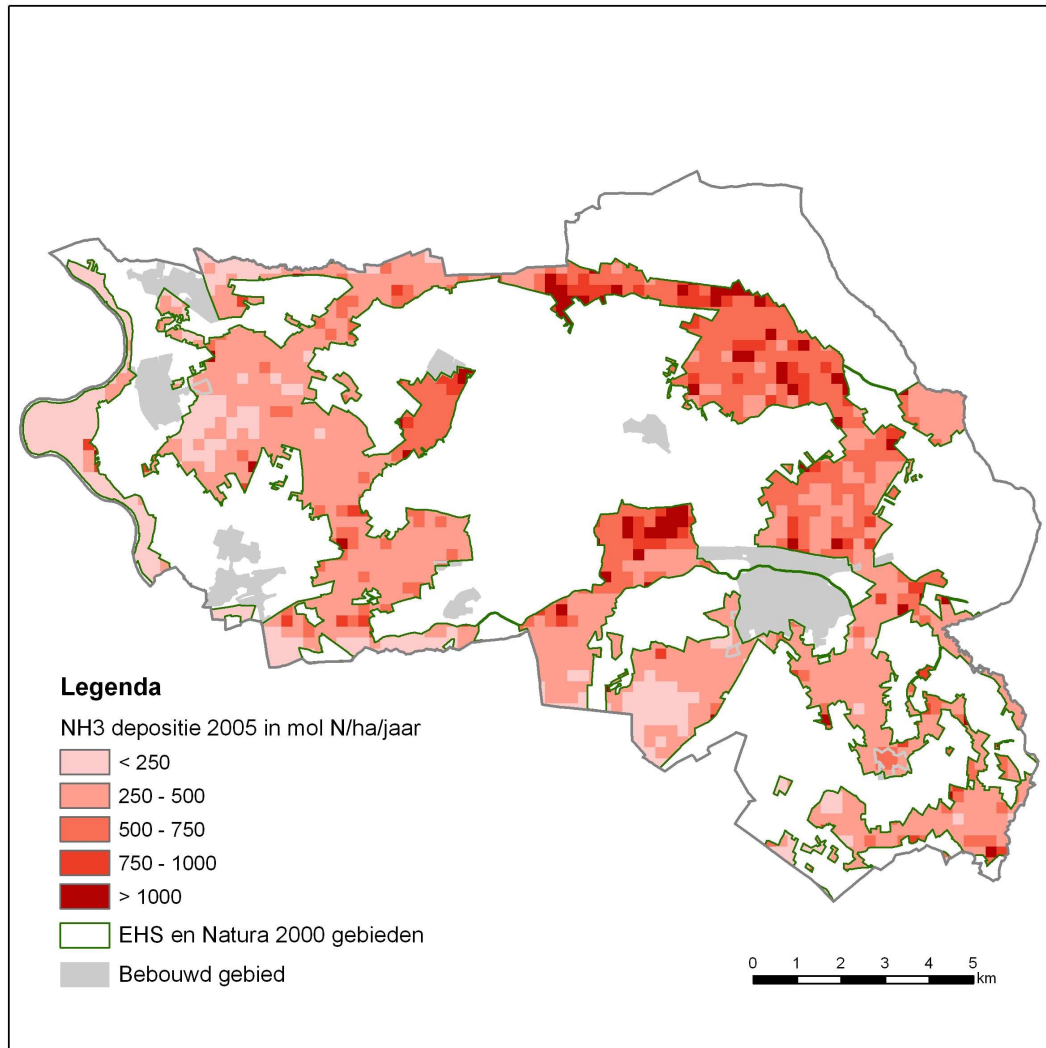 Legenda
NH3 depositie 2005 in mol N/ha/jaar
< 250
250 - 500
500 - 750
750 - 1000
> 1000
EHS en Natura 2000 gebieden
Bebouwd gebied
0 1 2 3 4 5
km